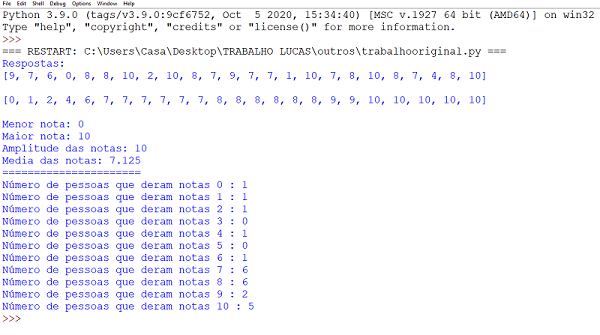 File Edit Shell Debug Options Window Help
Python 3.9.0 (tags/v3.9.0:9cf6752, Oct  5 2020, 15:34:40) [MSC v.1927 64 bit (AMD64)] on win32
Type "help", "copyright", "credits" or "license()" for more information.
>>>
=== RESTART: C:\Users\Casa\Desktop\TRABALHO LUCAS\outros\trabalhooriginal.py ===
Respostas:
[9, 7, 6, 0, 8, 8, 10, 2, 10, 8, 7, 9, 7, 7, 1, 10, 7, 8, 10, 8, 7, 4, 8, 10]
[0, 1, 2, 4, 6, 7, 7, 7, 7, 7, 7, 8, 8, 8, 8, 8, 8, 9, 9, 10, 10, 10, 10, 10]
Menor nota: 0
Maior nota: 10
Amplitude das notas: 10
Media das notas: 7.125
======================
Número de pessoas que deram notas 0 : 1
Número de pessoas que deram notas 1 : 1
Número de pessoas que deram notas 2 : 1
Número de pessoas que deram notas 3 : 0
Número de pessoas que deram notas 4 : 1
Número de pessoas que deram notas 5 : 0
Número de pessoas que deram notas 6 : 1
Número de pessoas que deram notas 7 : 6
Número de pessoas que deram notas 8 : 6
Número de pessoas que deram notas 9 : 2
Número de pessoas que deram notas 10 : 5
>>>